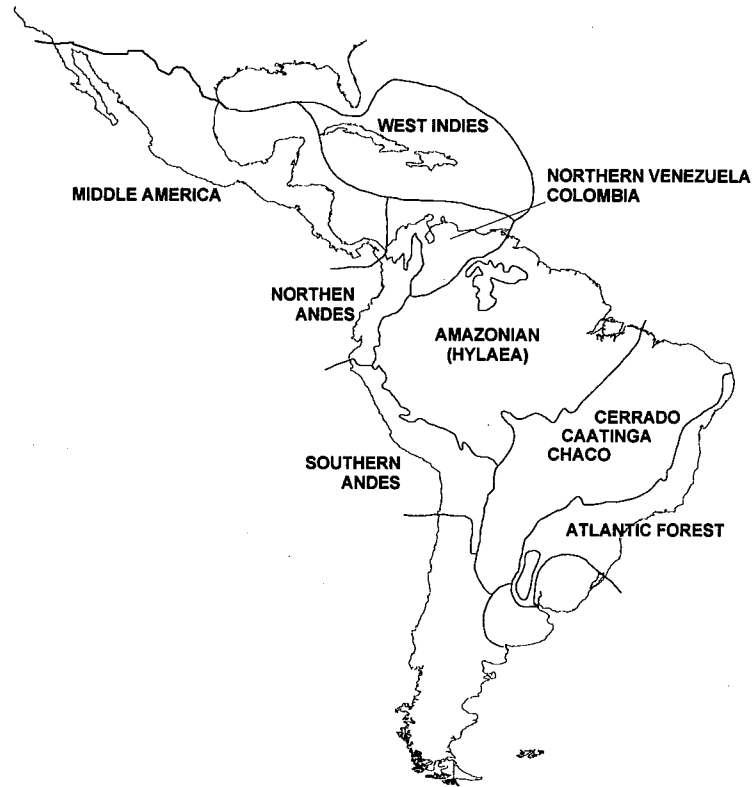 WEST INDIES
NORTHERN VENEZUELA
COLOMBIA
MIDDLE AMERICA
NORTHEN
ANDES
AMAZONIAN
(HYLAEA)
CERRADO
CAATINGA
CHACO
SOUTHERN
ANDES
ATLANTIC FOREST